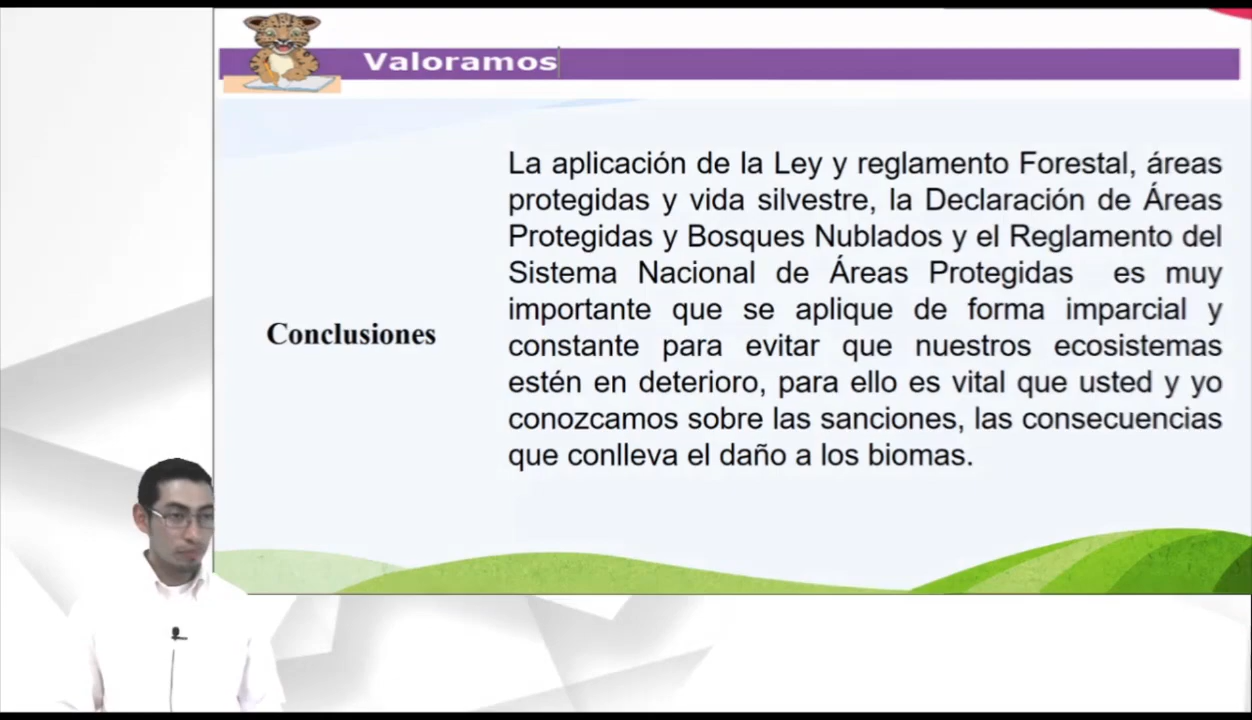 Valoramos
Conclusiones
La aplicación de la Ley y reglamento Forestal, áreas
protegidas y vida silvestre, la Declaración de Áreas
Protegidas y Bosques Nublados y el Reglamento del
Sistema Nacional de Áreas Protegidas es muy
importante que se aplique de forma imparcial y
constante para evitar que nuestros ecosistemas
estén en deterioro, para ello es vital que usted y yo
conozcamos sobre las sanciones, las consecuencias
que conlleva el daño a los biomas.